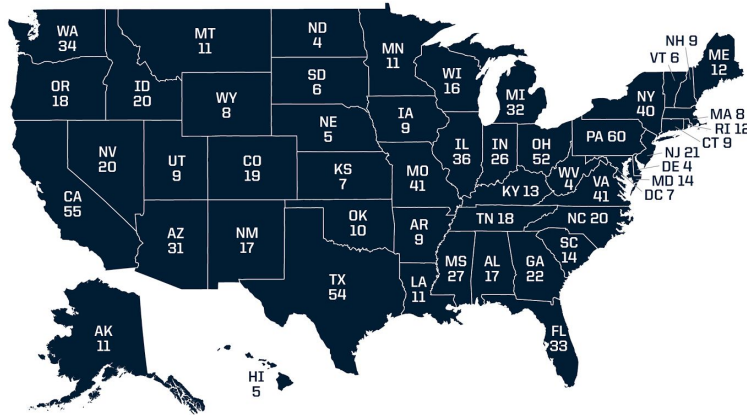 WA
34
MT
11
ND
4
MN
11
NH 9
VT 6
ME
12
OR
18
ID
20
WY
8
SD
6
WI
16
MI
32
NY
40
MA 8
RI 12
CT 9
NV
20
UT
9
CO
19
NE
5
IA
9
IL
36
IN
26
OH
52
PA 60
NJ 21
DE 4
MD 14
DC 7
CA
55
KS
7
MO
41
KY 13
WV
4
VA
41
AZ
31
NM
17
OK
10
AR
9
TN 18
NC 20
SC
14
TX
54
LA
11
MS
27
AL
17
GA
22
FL
33
AK
11
HI
5